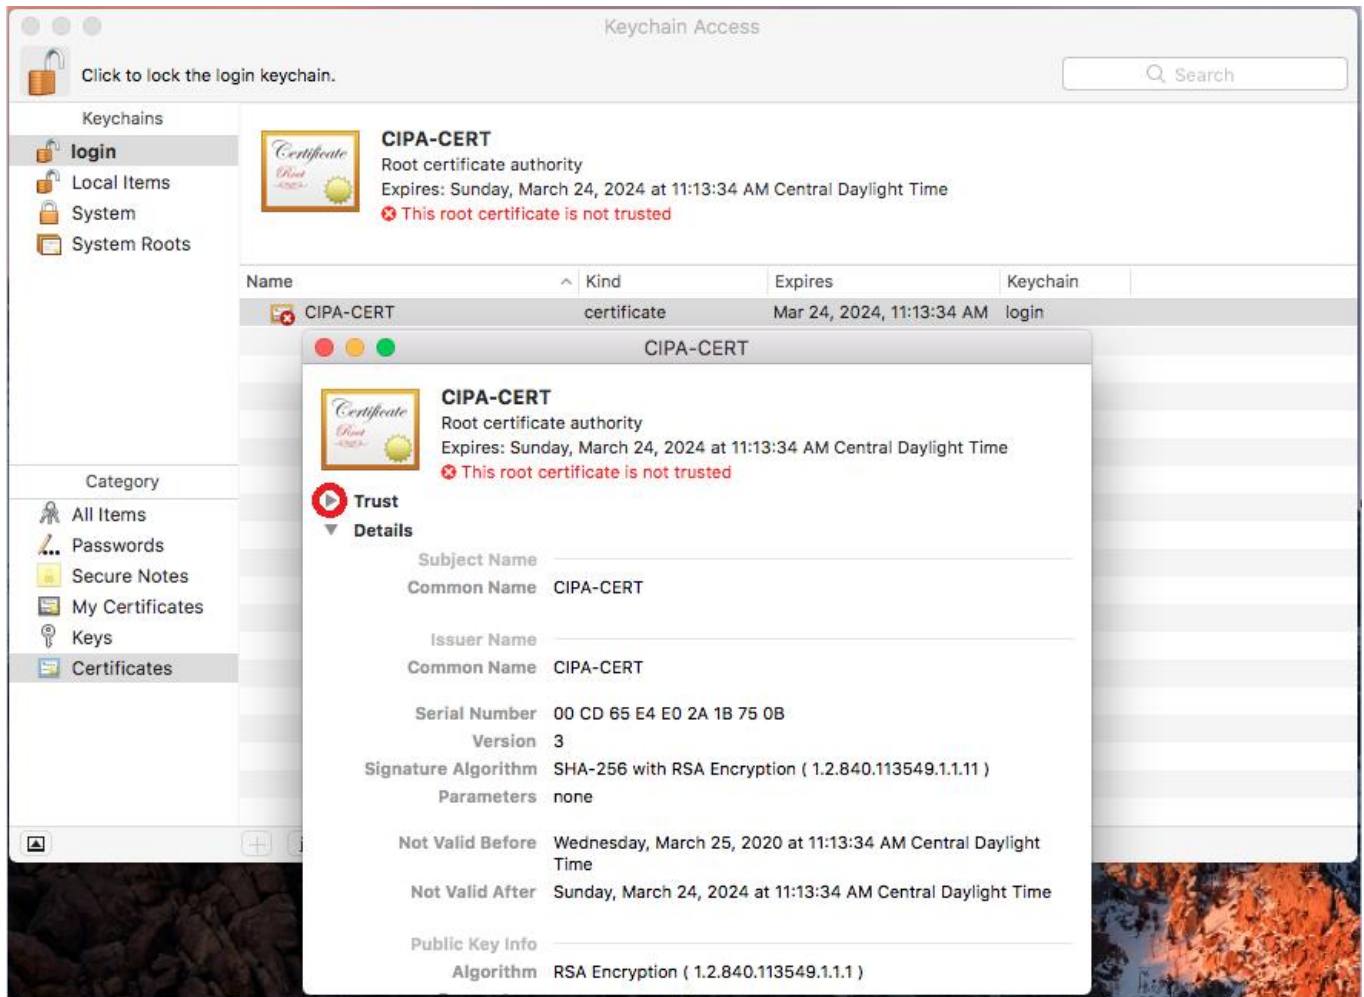 Keychain Access
Click to lock the login keychain.
Search
Keychains
login
Local Items
System
System Roots
Certificate
Root
CIPA-CERT
Root certificate authority
Expires: Sunday, March 24, 2024 at 11:13:34 AM Central Daylight Time
This root certificate is not trusted
Name Kind Expires Keychain
CIPA-CERT certificate Mar 24, 2024, 11:13:34 AM login
Category
All Items
Passwords
Secure Notes
My Certificates
Keys
Certificates
CIPA-CERT
Certificate
Root
CIPA-CERT
Root certificate authority
Expires: Sunday, March 24, 2024 at 11:13:34 AM Central Daylight Time
This root certificate is not trusted
Trust
Details
Subject Name
Common Name CIPA-CERT
Issuer Name
Common Name CIPA-CERT
Serial Number 00 CD 65 E4 E0 2A 1B 75 0B
Version 3
Signature Algorithm SHA-256 with RSA Encryption ( 1.2.840.113549.1.1.11 )
Parameters none
Not Valid Before Wednesday, March 25, 2020 at 11:13:34 AM Central Daylight
Time
Not Valid After Sunday, March 24, 2024 at 11:13:34 AM Central Daylight Time
Public Key Info
Algorithm RSA Encryption ( 1.2.840.113549.1.1.1 )